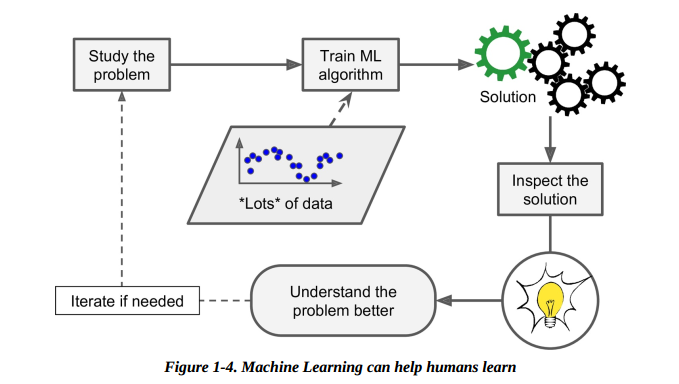 Study the
problem
Train ML
algorithm
Solution
*Lots* of data
Inspect the
solution
Understand the
problem better
Iterate if needed
Figure 1-4. Machine Learning can help humans learn